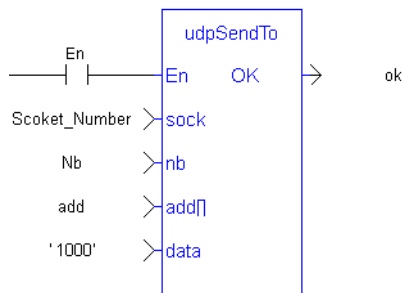 udpSendTo
En
En OK ok
Scoket_Number sock
Nb nb
add add[]
'1000' data